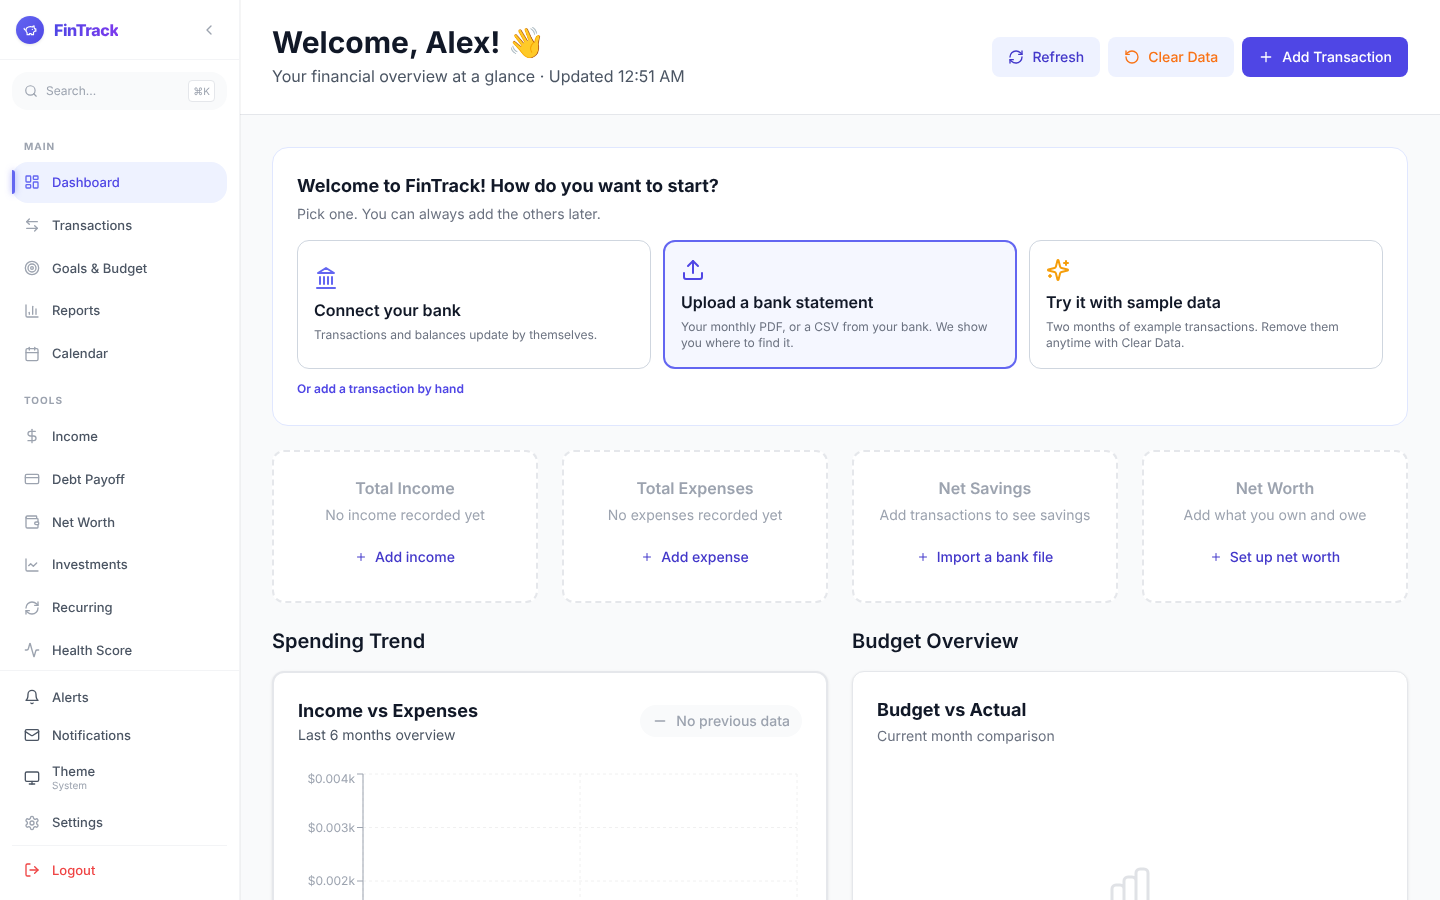 FinTrack
Search...
⌘K
MAIN
Dashboard
Transactions
Goals & Budget
Reports
Calendar
TOOLS
Income
Debt Payoff
Net Worth
Investments
Recurring
Health Score
Alerts
Notifications
Theme
System
Settings
Logout
Welcome, Alex! 👋
Your financial overview at a glance · Updated 12:51 AM
Refresh
Clear Data
Add Transaction
Welcome to FinTrack! How do you want to start?
Pick one. You can always add the others later.
Connect your bank
Transactions and balances update by themselves.
Upload a bank statement
Your monthly PDF, or a CSV from your bank. We show
you where to find it.
Try it with sample data
Two months of example transactions. Remove them
anytime with Clear Data.
Or add a transaction by hand
Total Income
No income recorded yet
+ Add income
Total Expenses
No expenses recorded yet
+ Add expense
Net Savings
Add transactions to see savings
+ Import a bank file
Net Worth
Add what you own and owe
+ Set up net worth
Spending Trend
Income vs Expenses
Last 6 months overview
No previous data
$0.004k
$0.003k
$0.002k
Budget Overview
Budget vs Actual
Current month comparison